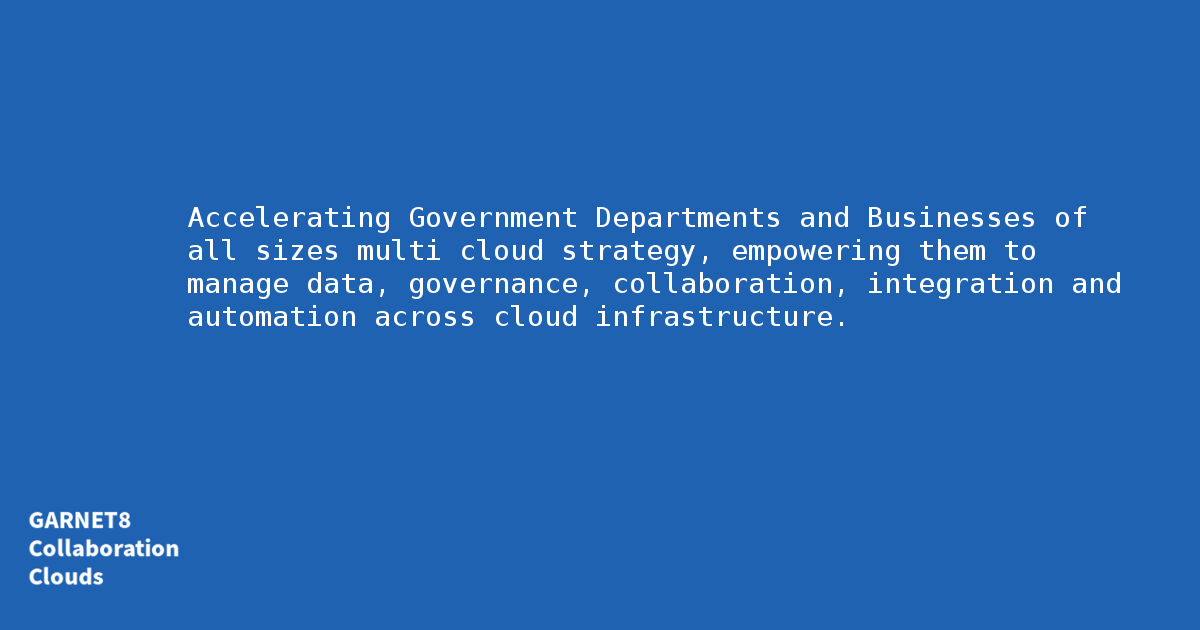 Accelerating Government Departments and Businesses of
all sizes multi cloud strategy, empowering them to
manage data, governance, collaboration, integration and
automation across cloud infrastructure.
GARNET8
Collaboration
Clouds